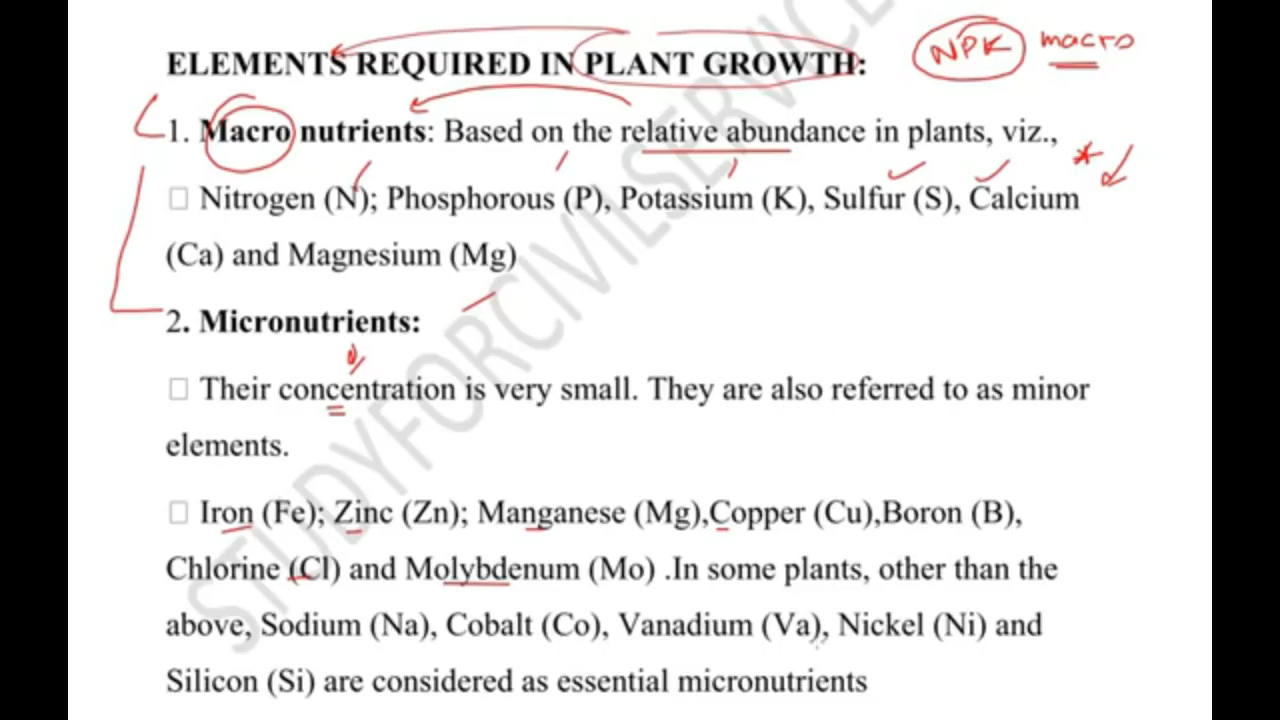 ELEMENTS REQUIRED IN PLANT GROWTH:
NPK macro
1. Macro nutrients: Based on the relative abundance in plants, viz.,
Nitrogen (N); Phosphorous (P), Potassium (K), Sulfur (S), Calcium
(Ca) and Magnesium (Mg)
2. Micronutrients:
Their concentration is very small. They are also referred to as minor
elements.
Iron (Fe); Zinc (Zn); Manganese (Mg),Copper (Cu),Boron (B),
Chlorine (Cl) and Molybdenum (Mo) .In some plants, other than the
above, Sodium (Na), Cobalt (Co), Vanadium (Va), Nickel (Ni) and
Silicon (Si) are considered as essential micronutrients
STUDYFORCIVILSERVICE